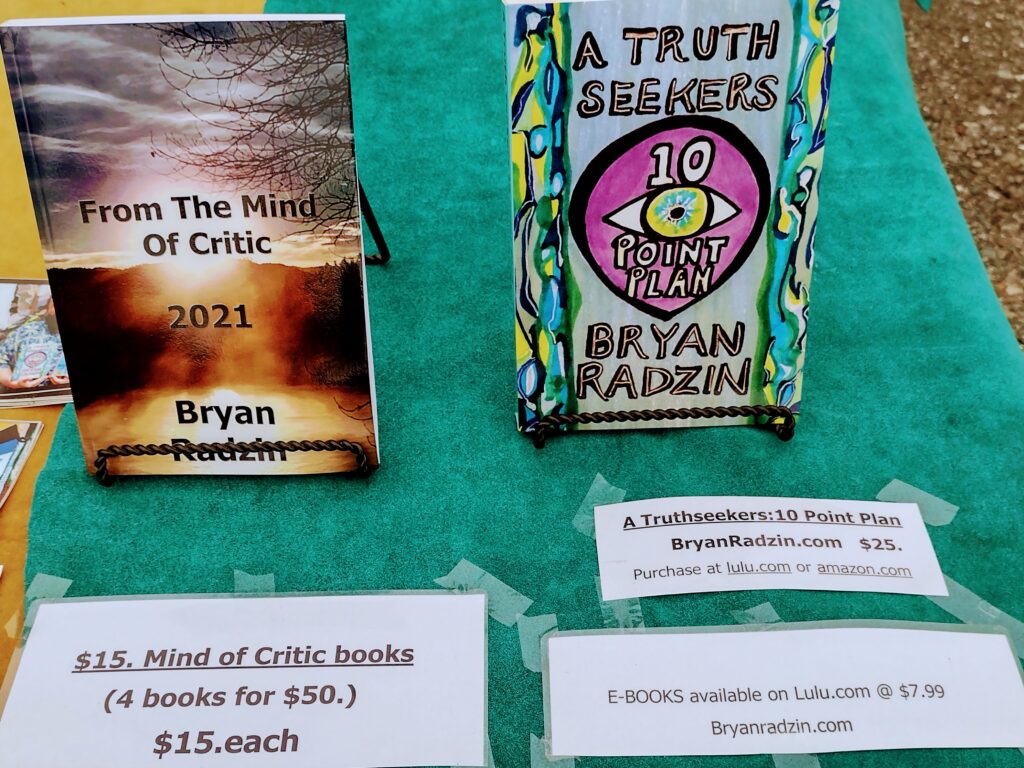 From The Mind
Of Critic
2021
Bryan
Radzin
A TRUTH
SEEKERS
10
POINT
PLAN
BRYAN
RADZIN
A Truthseekers:10 Point Plan
BryanRadzin.com $25.
Purchase at lulu.com or amazon.com
$15. Mind of Critic books
(4 books for $50.)
$15.each
E-BOOKS available on Lulu.com @ $7.99
Bryanradzin.com